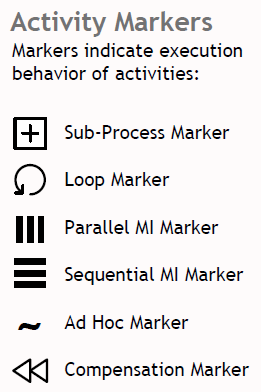 Activity Markers
Markers indicate execution
behavior of activities:
Sub-Process Marker
Loop Marker
Parallel MI Marker
Sequential MI Marker
Ad Hoc Marker
Compensation Marker